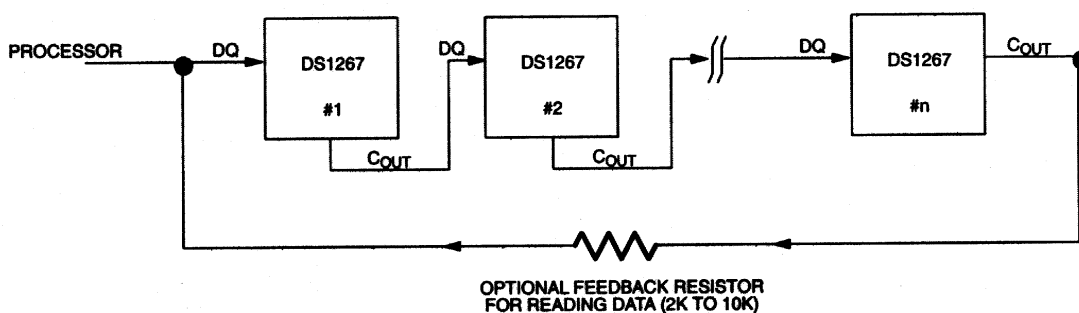 PROCESSOR
DQ
DS1267
#1
COUT
DQ
DS1267
#2
COUT
DQ
DS1267
#n
COUT
OPTIONAL FEEDBACK RESISTOR
FOR READING DATA (2K TO 10K)